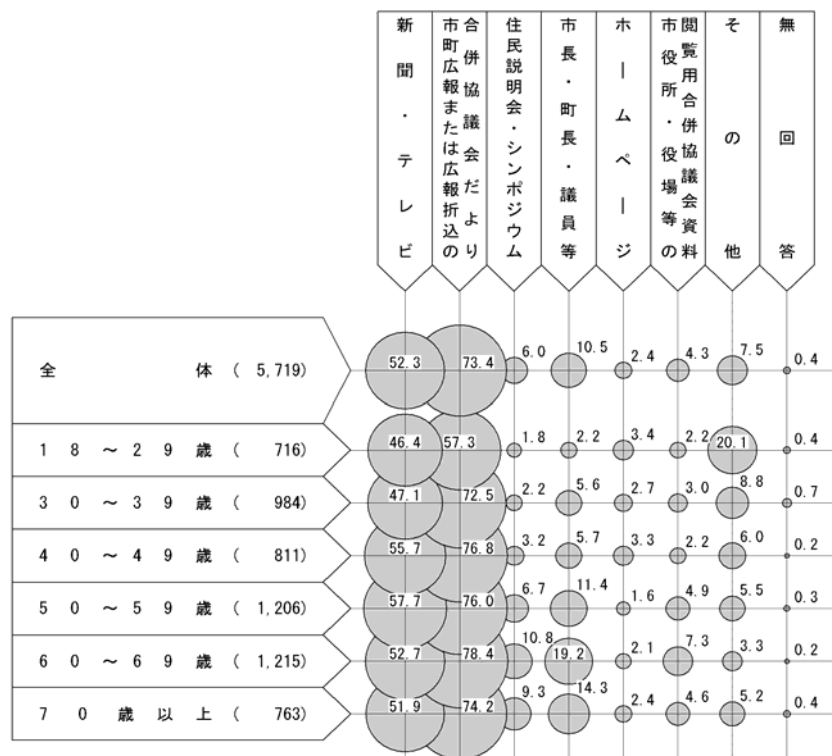 新聞・テレビ
合併協議会だより
市町広報または広報折込の
住民説明会・シンポジウム
市長・町長・議員等
ホームページ
閲覧用合併協議会資料
市役所・役場等の
その他
無回答
全体 ( 5,719) 52.3 73.4 6.0 10.5 2.4 4.3 7.5 0.4
18~29歳 ( 716) 46.4 57.3 1.8 2.2 3.4 2.2 20.1 0.4
30~39歳 ( 984) 47.1 72.5 2.2 5.6 2.7 3.0 8.8 0.7
40~49歳 ( 811) 55.7 76.8 3.2 5.7 3.3 2.2 6.0 0.2
50~59歳 ( 1,206) 57.7 76.0 6.7 11.4 1.6 4.9 5.5 0.3
60~69歳 ( 1,215) 52.7 78.4 10.8 19.2 2.1 7.3 3.3 0.2
70歳以上 ( 763) 51.9 74.2 9.3 14.3 2.4 4.6 5.2 0.4